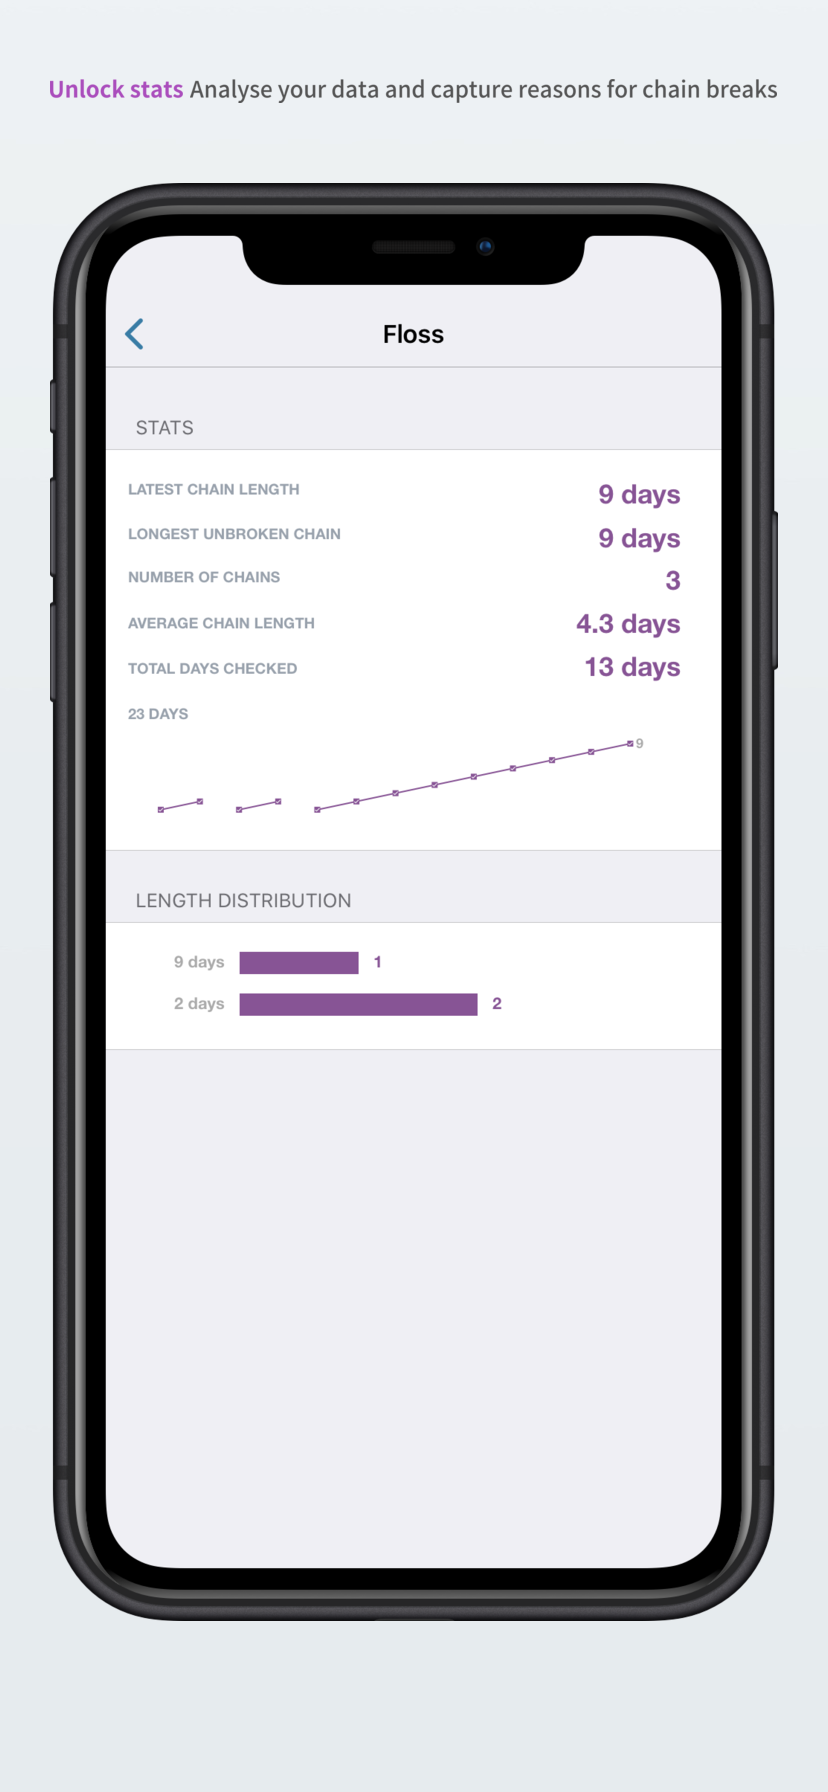 Unlock stats Analyse your data and capture reasons for chain breaks
Floss
STATS
LATEST CHAIN LENGTH 9 days
LONGEST UNBROKEN CHAIN 9 days
NUMBER OF CHAINS 3
AVERAGE CHAIN LENGTH 4.3 days
TOTAL DAYS CHECKED 13 days
23 DAYS
9
LENGTH DISTRIBUTION
9 days 1
2 days 2